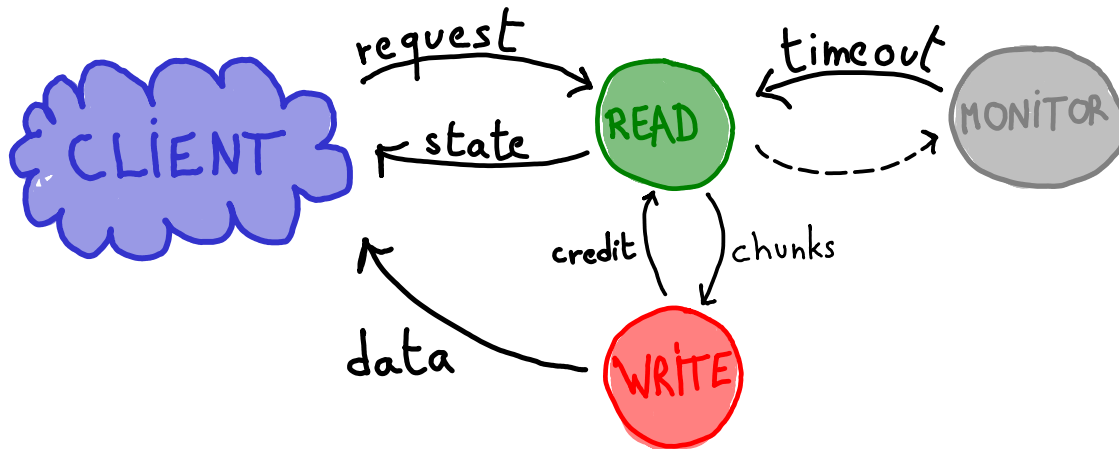 request
timeout
CLIENT
READ
MONITOR
state
credit
chunks
data
WRITE